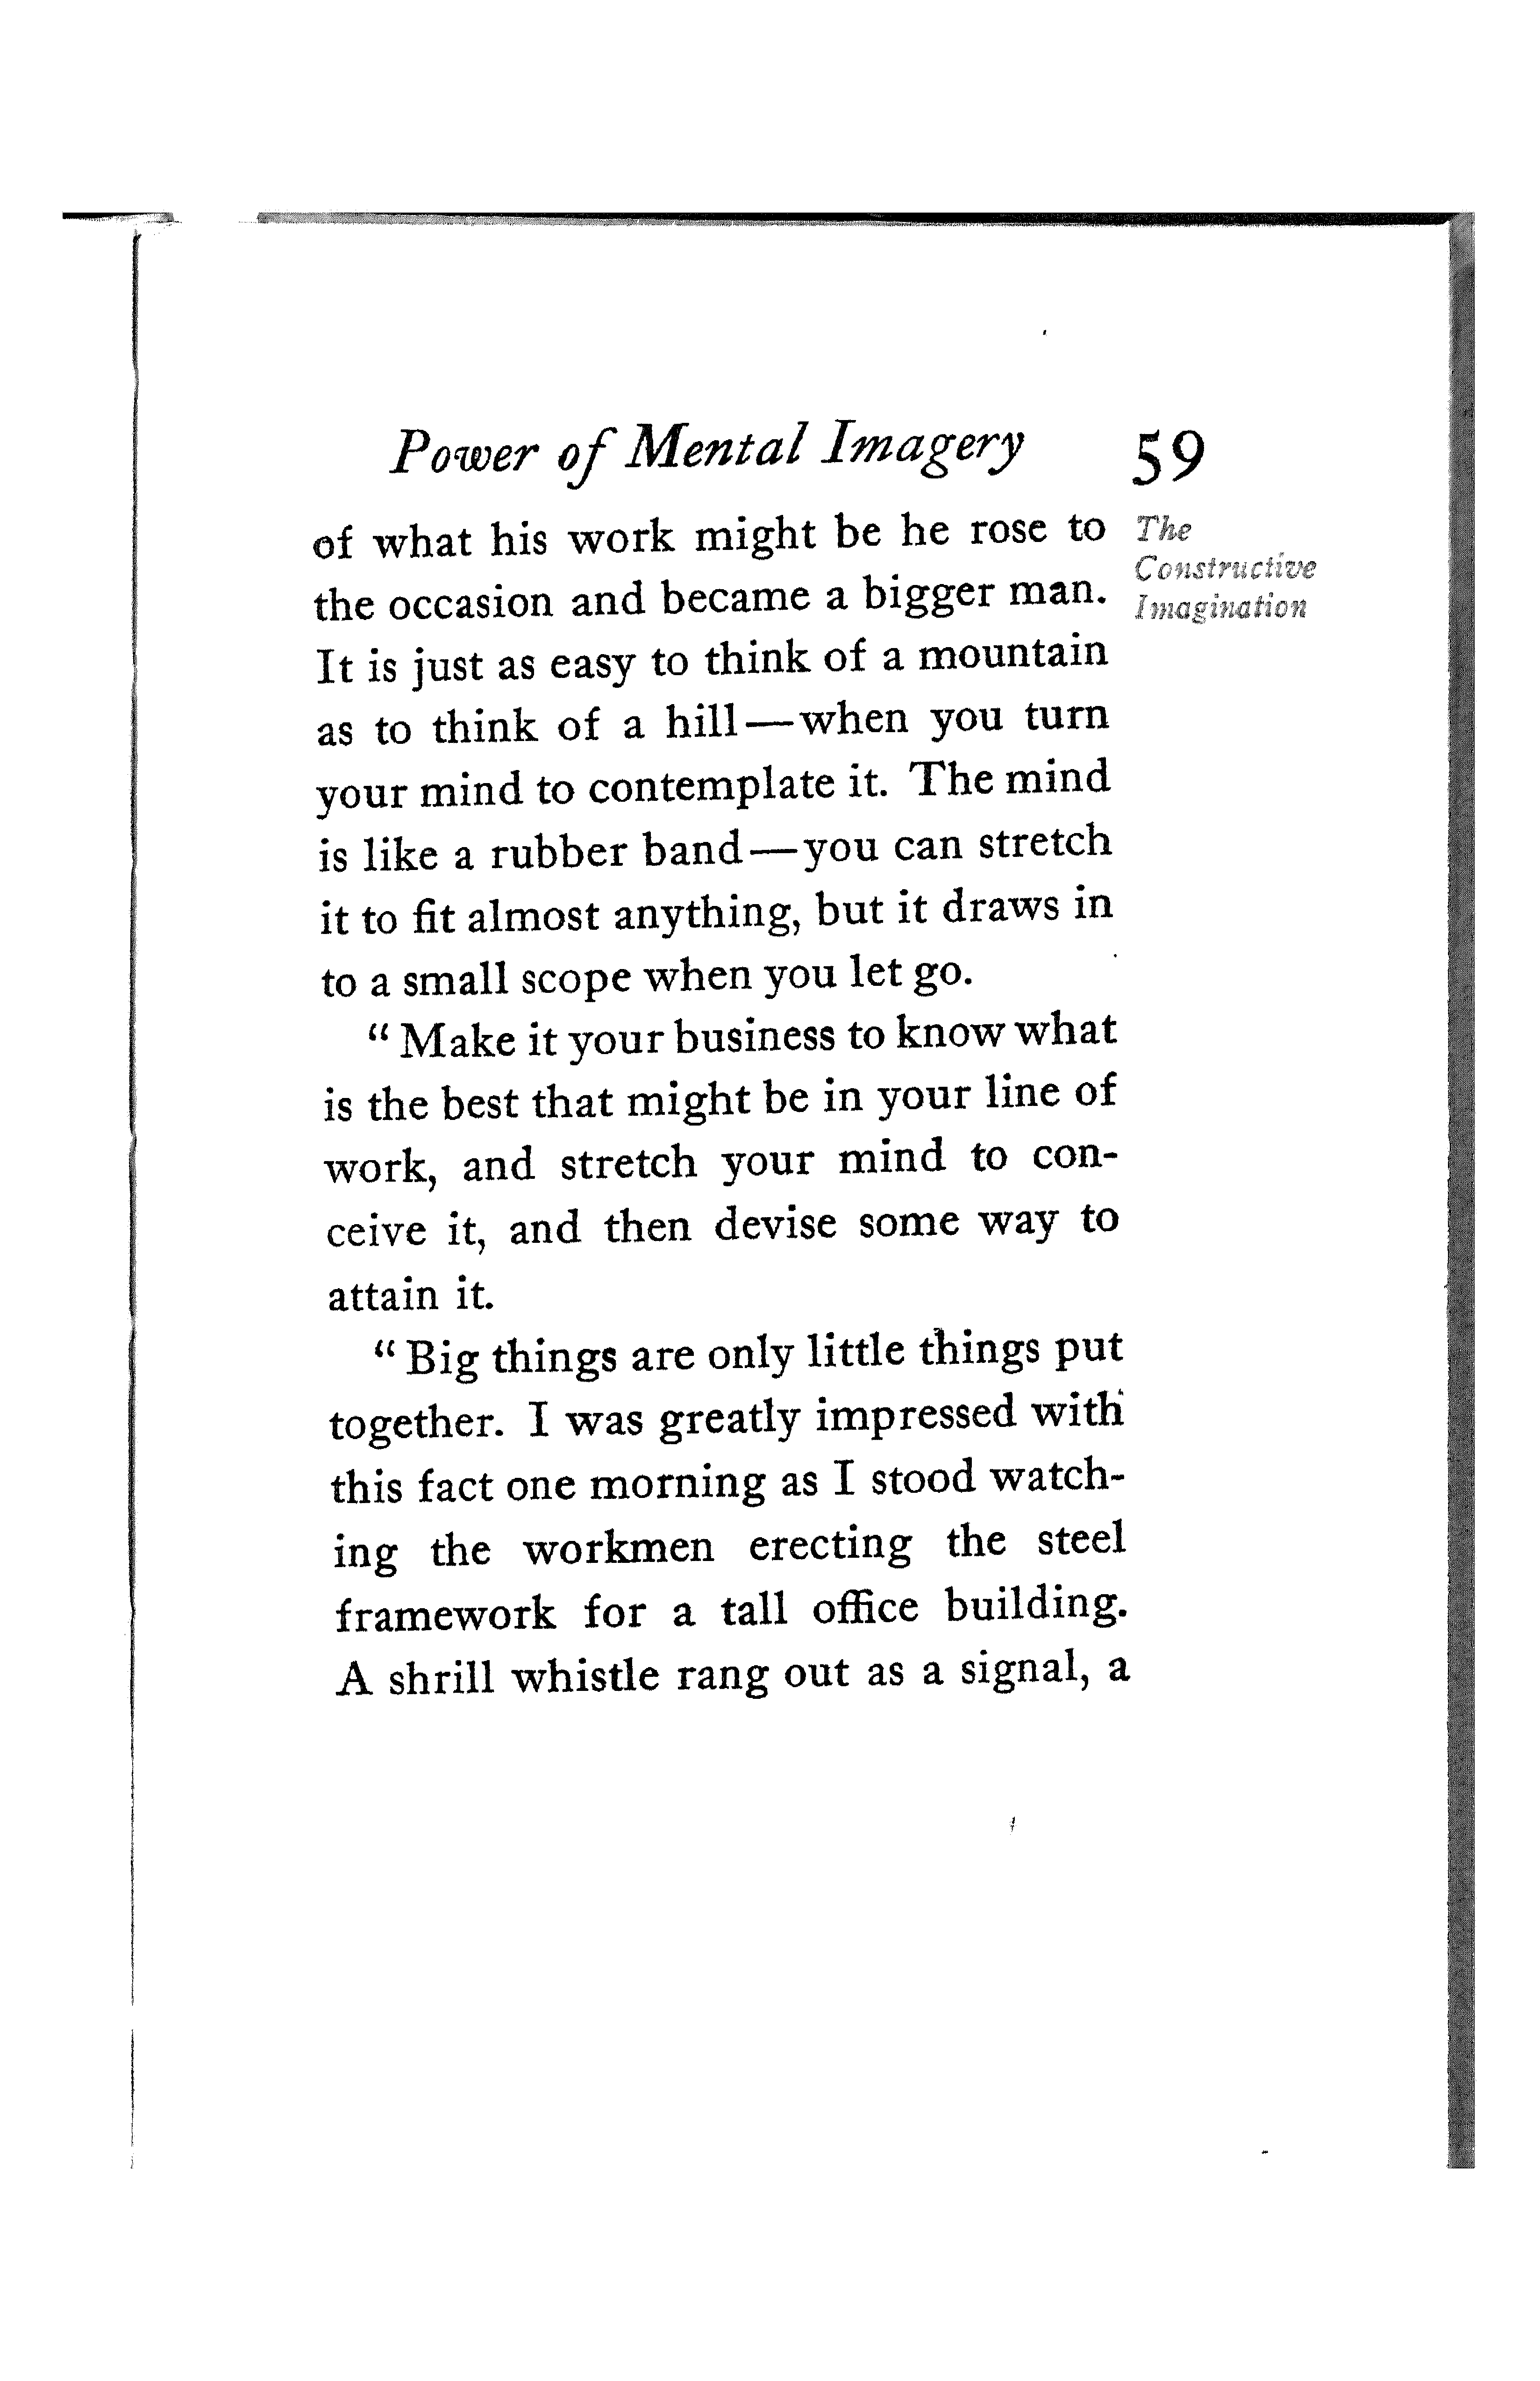 Power of Mental Imagery 59
The
Constructive
Imagination
of what his work might be he rose to
the occasion and became a bigger man.
It is just as easy to think of a mountain
as to think of a hill—when you turn
your mind to contemplate it. The mind
is like a rubber band—you can stretch
it to fit almost anything, but it draws in
to a small scope when you let go.
“Make it your business to know what
is the best that might be in your line of
work, and stretch your mind to con-
ceive it, and then devise some way to
attain it.
“Big things are only little things put
together. I was greatly impressed with
this fact one morning as I stood watch-
ing the workmen erecting the steel
framework for a tall office building.
A shrill whistle rang out as a signal, a